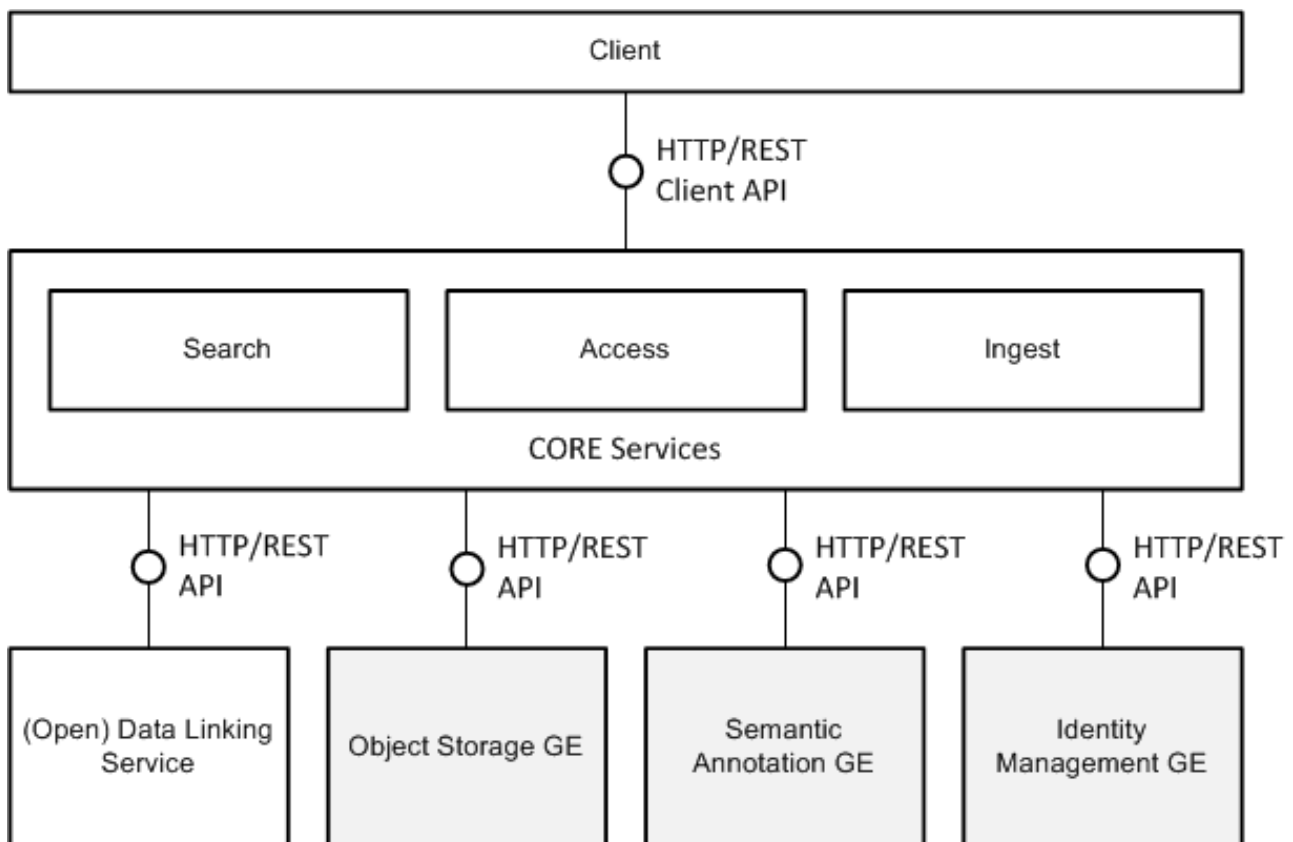 Client
HTTP/REST
Client API
Search
Access
Ingest
CORE Services
HTTP/REST
API
HTTP/REST
API
HTTP/REST
API
HTTP/REST
API
(Open) Data Linking
Service
Object Storage GE
Semantic
Annotation GE
Identity
Management GE